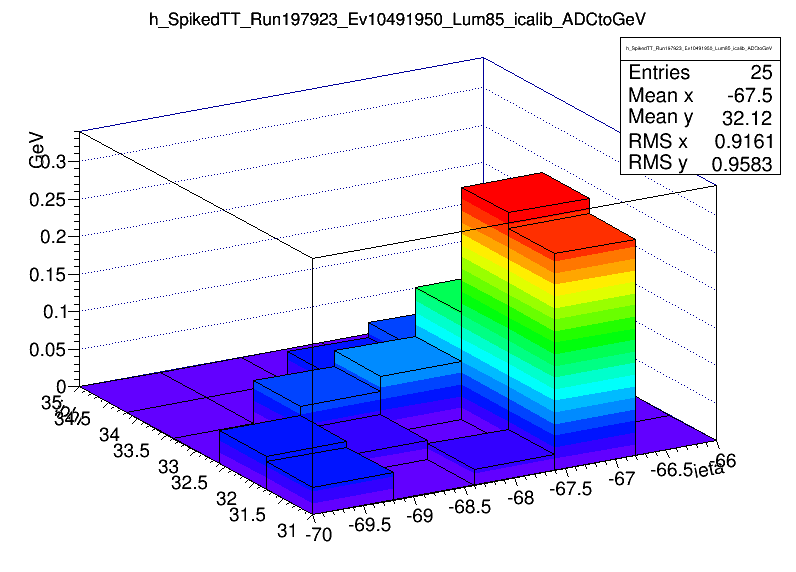 h_SpikedTT_Run197923_Ev10491950_Lum85_icalib_ADCtoGeV
h_SpikedTT_Run197923_Ev10491950_Lum85_icalib_ADCtoGeV
Entries 25
Mean x -67.5
Mean y 32.12
RMS x 0.9161
RMS y 0.9583
GeV
0.3
0.25
0.2
0.15
0.1
0.05
0
35
34.5
34
33.5
33
32.5
32
31.5
31
-70
-69.5
-69
-68.5
-68
-67.5
-67
-66.5
-66
ieta